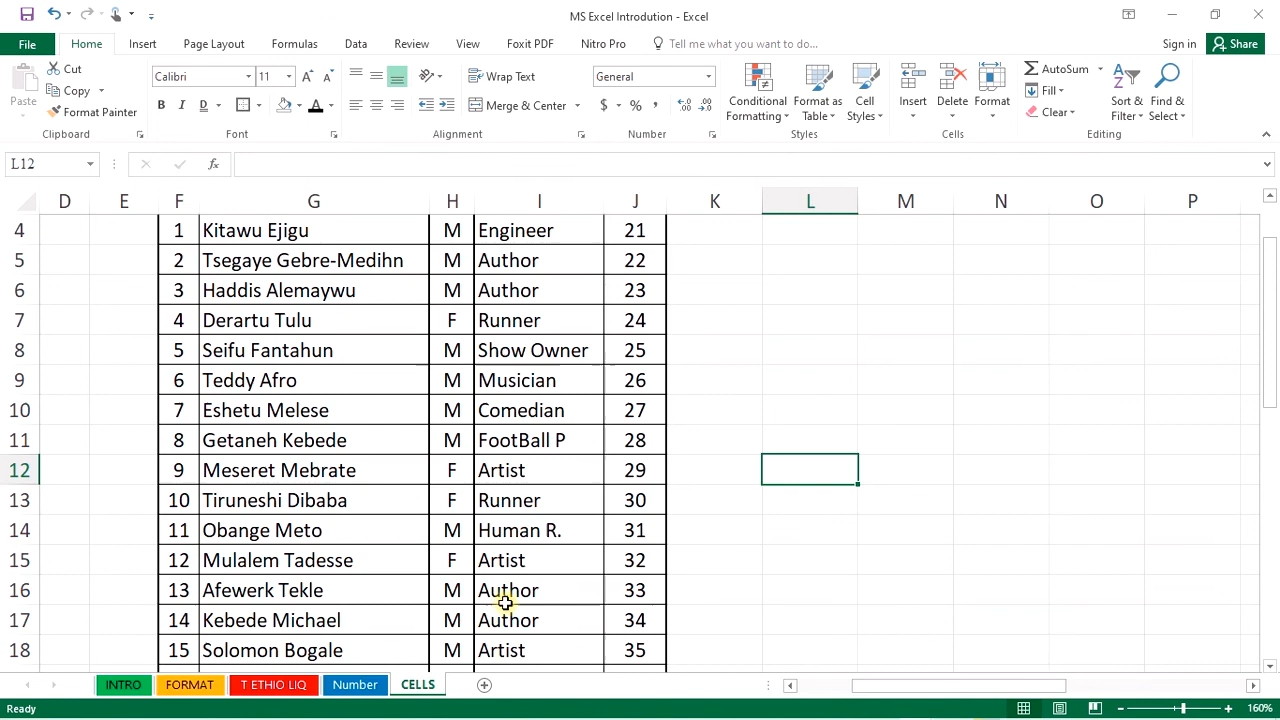 MS Excel Introdution - Excel
File Home Insert Page Layout Formulas Data Review View Foxit PDF Nitro Pro Tell me what you want to do... Sign in Share
Paste Cut Copy Format Painter
Calibri 11
B I D
Wrap Text
Merge & Center
General
$ % ,
Conditional Formatting
Format as Table
Cell Styles
Insert Delete Format
AutoSum
Fill
Clear
Sort & Filter
Find & Select
Clipboard Font Alignment Number Styles Cells Editing
L12 fx
D E F G H I J K L M N O P
4 1 Kitawu Ejigu M Engineer 21
5 2 Tsegaye Gebre-Medihn M Author 22
6 3 Haddis Alemaywu M Author 23
7 4 Derartu Tulu F Runner 24
8 5 Seifu Fantahun M Show Owner 25
9 6 Teddy Afro M Musician 26
10 7 Eshetu Melese M Comedian 27
11 8 Getaneh Kebede M FootBall P 28
12 9 Meseret Mebrate F Artist 29
13 10 Tiruneshi Dibaba F Runner 30
14 11 Obange Meto M Human R. 31
15 12 Mulalem Tadesse F Artist 32
16 13 Afewerk Tekle M Author 33
17 14 Kebede Michael M Author 34
18 15 Solomon Bogale M Artist 35
INTRO FORMAT T ETHIO LIQ Number CELLS
Ready 160%